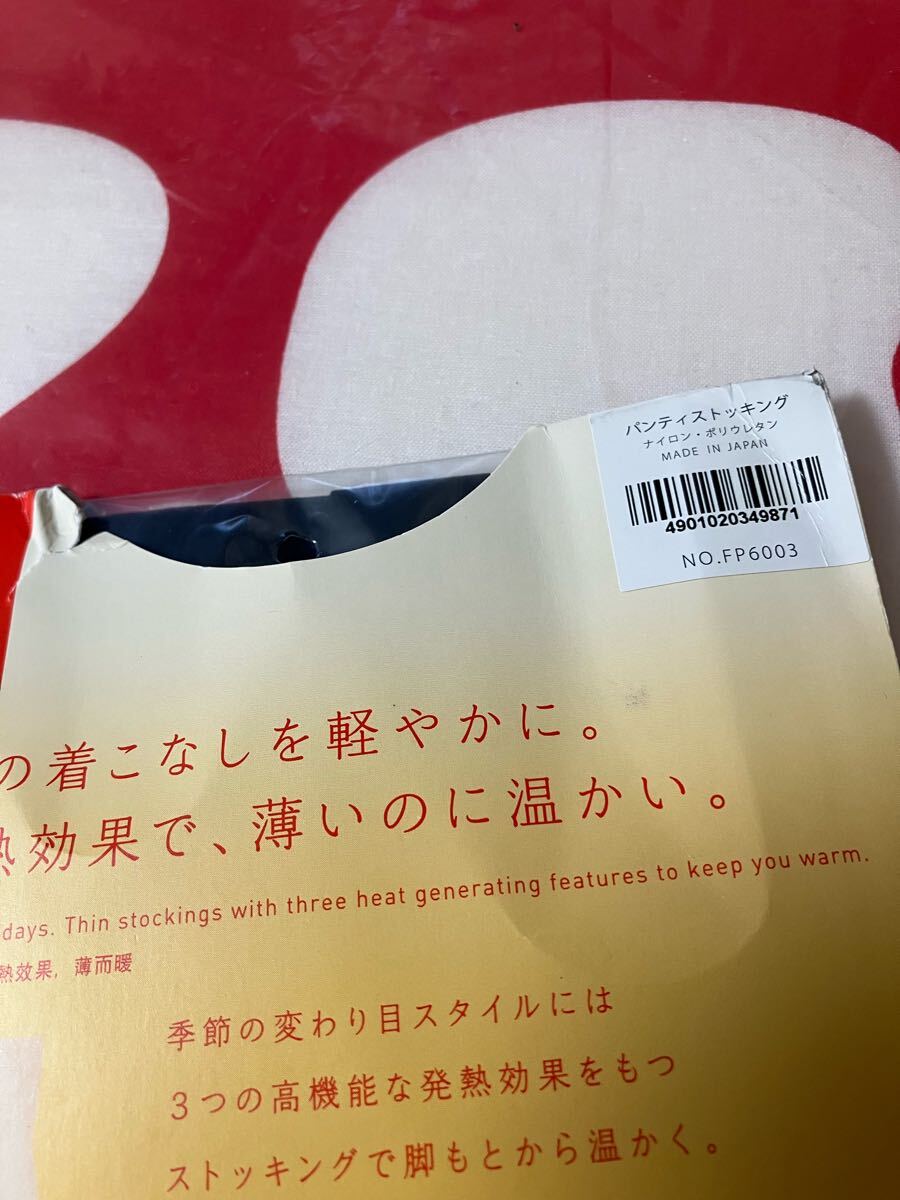 パンティストッキング
ナイロン・ポリウレタン
MADE IN JAPAN
4901020349871
NO.FP6003
の着こなしを軽やかに。
熱効果で、薄いのに温かい。
days. Thin stockings with three heat generating features to keep you warm.
熱效果，薄而暖
季節の変わり目スタイルには
3つの高機能な発熱効果をもつ
ストッキングで脚もとから温かく。